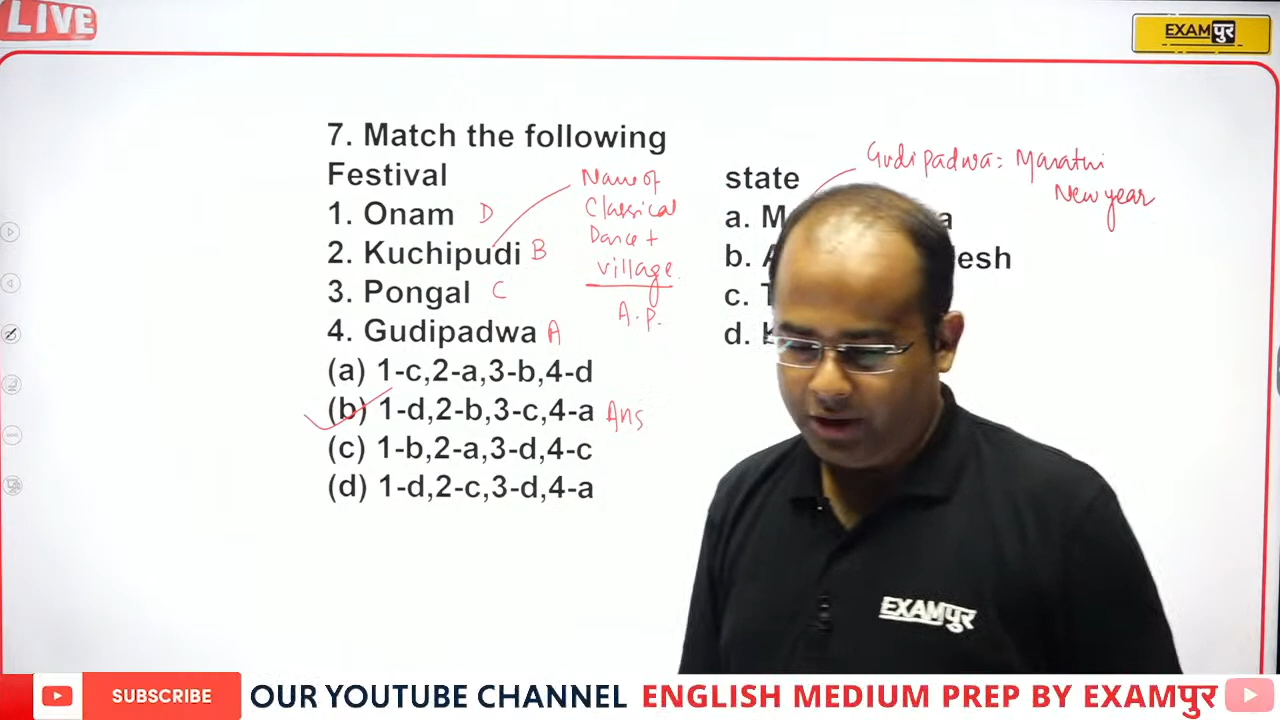 LIVE
EXAMपुर
7. Match the following
Festival
state
1. Onam D
2. Kuchipudi B
3. Pongal C
4. Gudipadwa A
Name of
Classical
Dance +
village
A.P.
Gudipadwa: Marathi
New year
a. M
b. A esh
c. T
d. K
(a) 1-c,2-a,3-b,4-d
(b) 1-d,2-b,3-c,4-a Ans
(c) 1-b,2-a,3-d,4-c
(d) 1-d,2-c,3-d,4-a
EXAMपुर
SUBSCRIBE OUR YOUTUBE CHANNEL ENGLISH MEDIUM PREP BY EXAMपुर